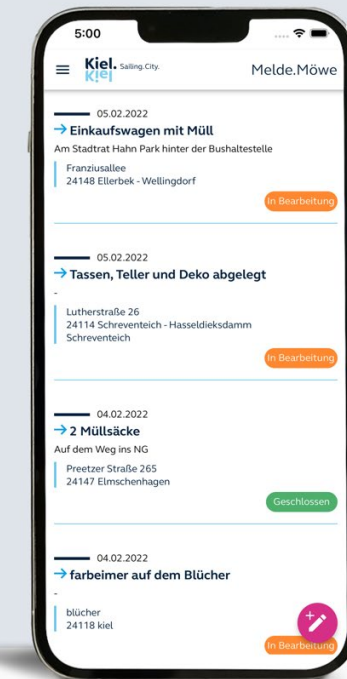 5:00
Kiel. Sailing.City.
Kiel
Melde.Möwe
05.02.2022
→ Einkaufswagen mit Müll
Am Stadtrat Hahn Park hinter der Bushaltestelle
Franziusallee
24148 Ellerbek - Wellingdorf
In Bearbeitung
05.02.2022
→ Tassen, Teller und Deko abgelegt
-
Lutherstraße 26
24114 Schreventeich - Hasseldieksdamm
Schreventeich
In Bearbeitung
04.02.2022
→ 2 Müllsäcke
Auf dem Weg ins NG
Preetzer Straße 265
24147 Elmschenhagen
Geschlossen
04.02.2022
→ farbeimer auf dem Blücher
-
blücher
24118 kiel
In Bearbeitung